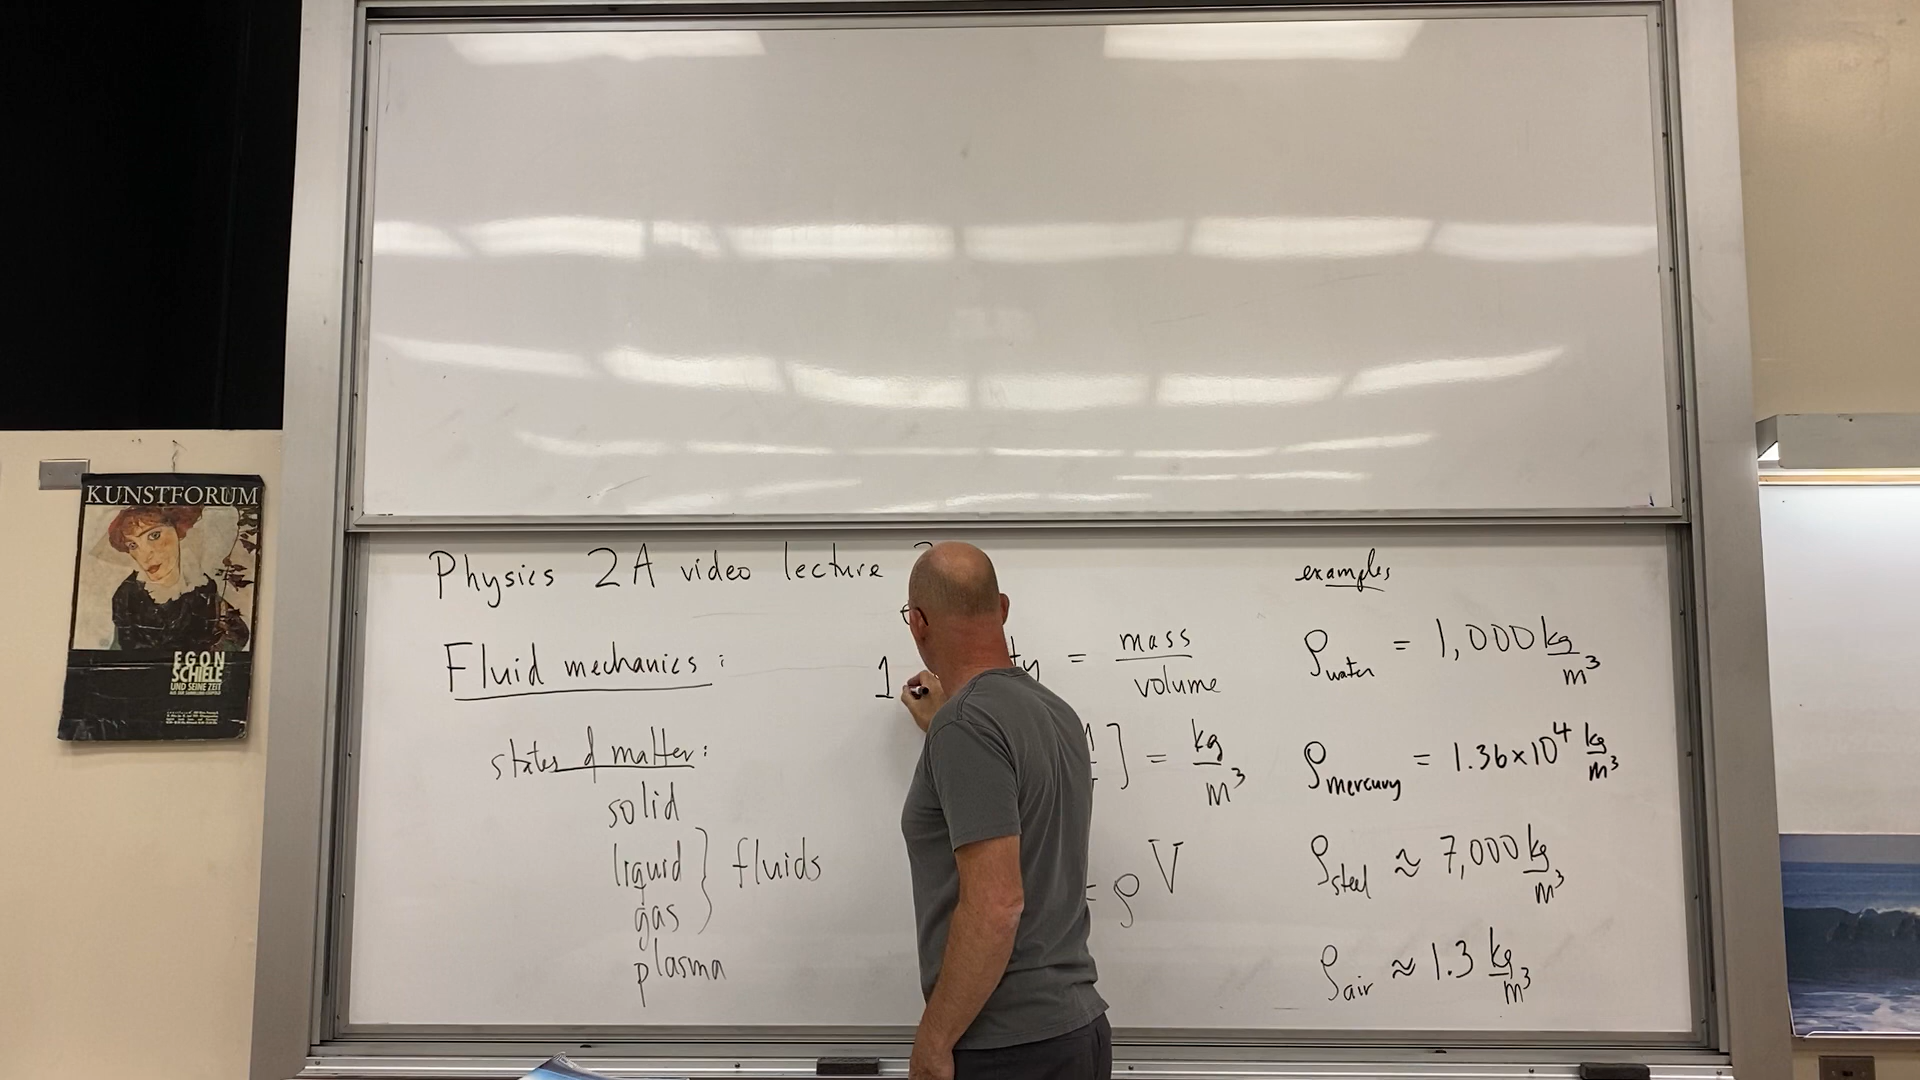 KUNSTFORUM
EGON
SCHIELE
UND SEINE ZEIT
Physics 2A video lecture
Fluid mechanics:
states of matter:
solid
liquid
gas
} fluids
plasma
1
ty = mass / volume
] = kg / m³
= ρ V
examples
ρwater = 1,000 kg/m³
ρmercury = 1.36×10⁴ kg/m³
ρsteel ≈ 7,000 kg/m³
ρair ≈ 1.3 kg/m³